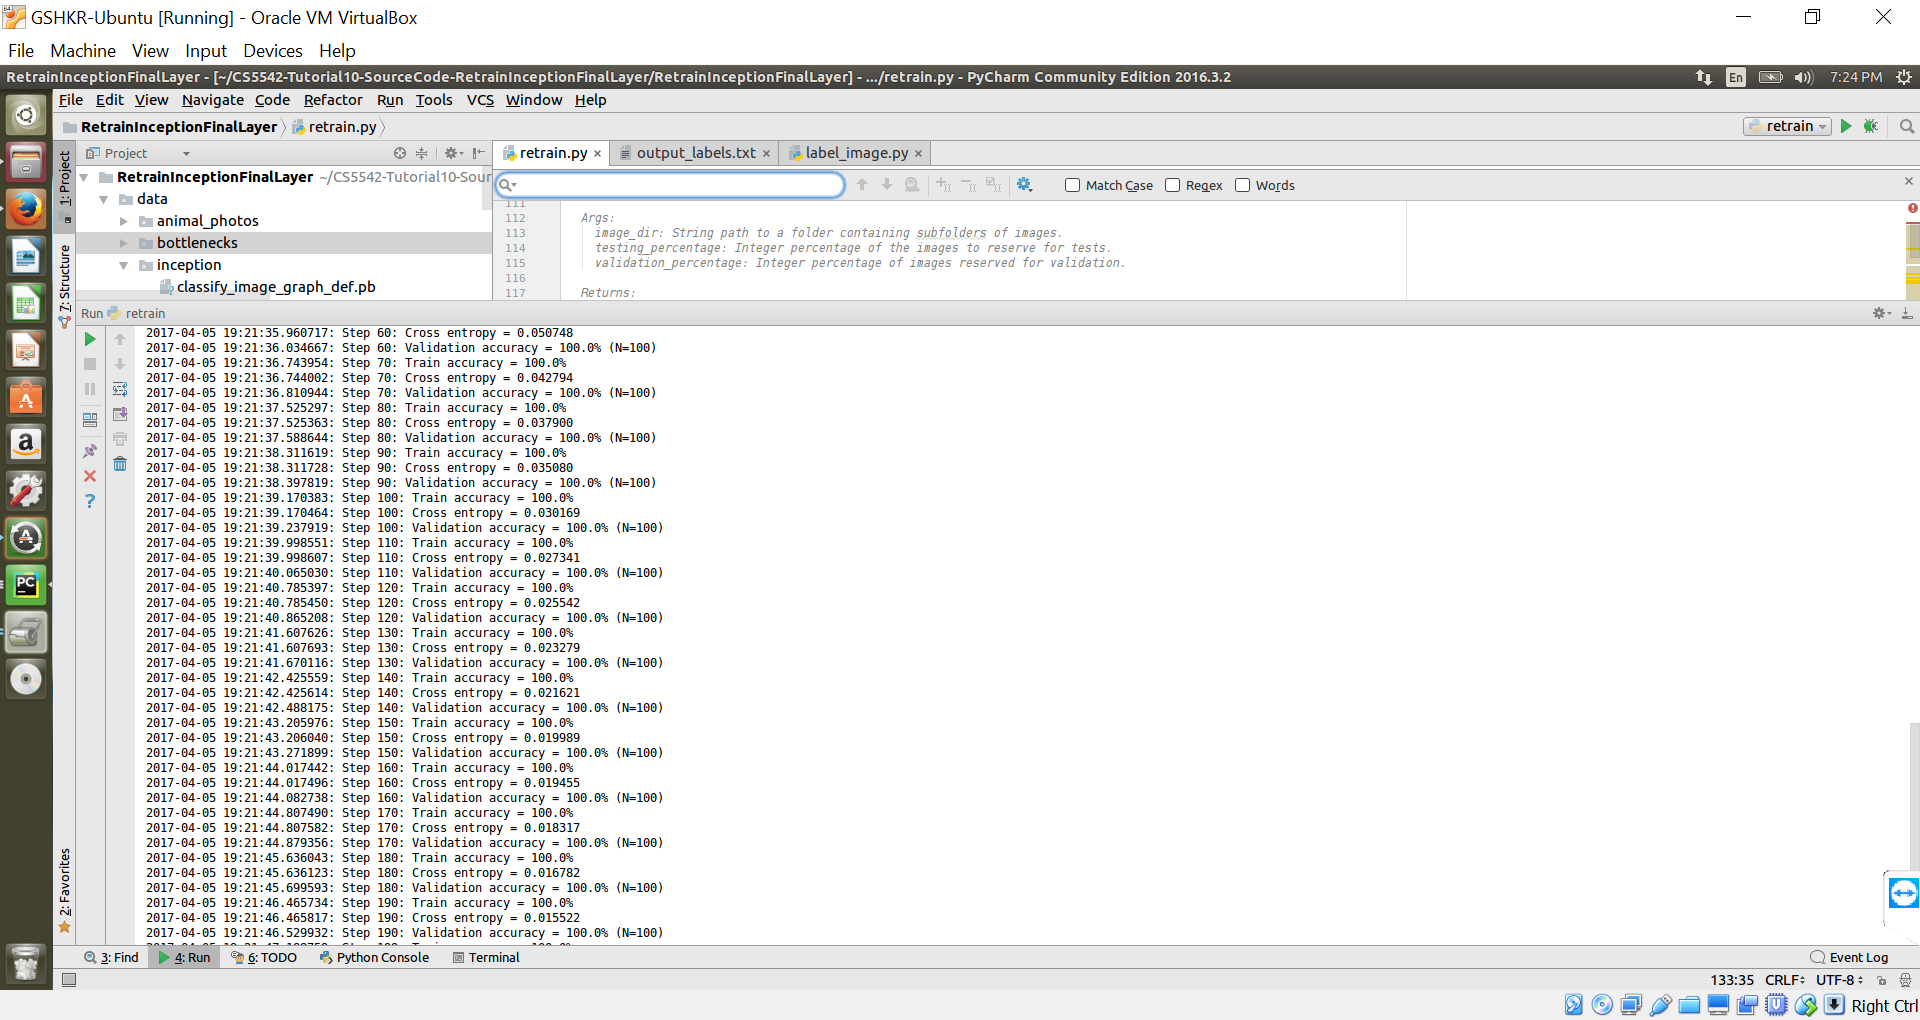 GSHKR-Ubuntu [Running] - Oracle VM VirtualBox
File Machine View Input Devices Help
RetrainInceptionFinalLayer - [~/CS5542-Tutorial10-SourceCode-RetrainInceptionFinalLayer/RetrainInceptionFinalLayer] - .../retrain.py - PyCharm Community Edition 2016.3.2
En 7:24 PM
File Edit View Navigate Code Refactor Run Tools VCS Window Help
RetrainInceptionFinalLayer retrain.py
retrain
Project
retrain.py output_labels.txt label_image.py
1: Project
7: Structure
2: Favorites
RetrainInceptionFinalLayer ~/CS5542-Tutorial10-Sour
data
animal_photos
bottlenecks
inception
classify_image_graph_def.pb
Match Case Regex Words
111
112 Args:
113 image_dir: String path to a folder containing subfolders of images.
114 testing_percentage: Integer percentage of the images to reserve for tests.
115 validation_percentage: Integer percentage of images reserved for validation.
116
117 Returns:
Run retrain
2017-04-05 19:21:35.960717: Step 60: Cross entropy = 0.050748
2017-04-05 19:21:36.034667: Step 60: Validation accuracy = 100.0% (N=100)
2017-04-05 19:21:36.743954: Step 70: Train accuracy = 100.0%
2017-04-05 19:21:36.744002: Step 70: Cross entropy = 0.042794
2017-04-05 19:21:36.810944: Step 70: Validation accuracy = 100.0% (N=100)
2017-04-05 19:21:37.525297: Step 80: Train accuracy = 100.0%
2017-04-05 19:21:37.525363: Step 80: Cross entropy = 0.037900
2017-04-05 19:21:37.588644: Step 80: Validation accuracy = 100.0% (N=100)
2017-04-05 19:21:38.311619: Step 90: Train accuracy = 100.0%
2017-04-05 19:21:38.311728: Step 90: Cross entropy = 0.035080
2017-04-05 19:21:38.397819: Step 90: Validation accuracy = 100.0% (N=100)
2017-04-05 19:21:39.170383: Step 100: Train accuracy = 100.0%
2017-04-05 19:21:39.170464: Step 100: Cross entropy = 0.030169
2017-04-05 19:21:39.237919: Step 100: Validation accuracy = 100.0% (N=100)
2017-04-05 19:21:39.998551: Step 110: Train accuracy = 100.0%
2017-04-05 19:21:39.998607: Step 110: Cross entropy = 0.027341
2017-04-05 19:21:40.065030: Step 110: Validation accuracy = 100.0% (N=100)
2017-04-05 19:21:40.785397: Step 120: Train accuracy = 100.0%
2017-04-05 19:21:40.785450: Step 120: Cross entropy = 0.025542
2017-04-05 19:21:40.865208: Step 120: Validation accuracy = 100.0% (N=100)
2017-04-05 19:21:41.607626: Step 130: Train accuracy = 100.0%
2017-04-05 19:21:41.607693: Step 130: Cross entropy = 0.023279
2017-04-05 19:21:41.670116: Step 130: Validation accuracy = 100.0% (N=100)
2017-04-05 19:21:42.425559: Step 140: Train accuracy = 100.0%
2017-04-05 19:21:42.425614: Step 140: Cross entropy = 0.021621
2017-04-05 19:21:42.488175: Step 140: Validation accuracy = 100.0% (N=100)
2017-04-05 19:21:43.205976: Step 150: Train accuracy = 100.0%
2017-04-05 19:21:43.206040: Step 150: Cross entropy = 0.019989
2017-04-05 19:21:43.271899: Step 150: Validation accuracy = 100.0% (N=100)
2017-04-05 19:21:44.017442: Step 160: Train accuracy = 100.0%
2017-04-05 19:21:44.017496: Step 160: Cross entropy = 0.019455
2017-04-05 19:21:44.082738: Step 160: Validation accuracy = 100.0% (N=100)
2017-04-05 19:21:44.807490: Step 170: Train accuracy = 100.0%
2017-04-05 19:21:44.807582: Step 170: Cross entropy = 0.018317
2017-04-05 19:21:44.879356: Step 170: Validation accuracy = 100.0% (N=100)
2017-04-05 19:21:45.636043: Step 180: Train accuracy = 100.0%
2017-04-05 19:21:45.636123: Step 180: Cross entropy = 0.016782
2017-04-05 19:21:45.699593: Step 180: Validation accuracy = 100.0% (N=100)
2017-04-05 19:21:46.465734: Step 190: Train accuracy = 100.0%
2017-04-05 19:21:46.465817: Step 190: Cross entropy = 0.015522
2017-04-05 19:21:46.529932: Step 190: Validation accuracy = 100.0% (N=100)
3: Find 4: Run 6: TODO Python Console Terminal Event Log
133:35 CRLF UTF-8
Right Ctrl